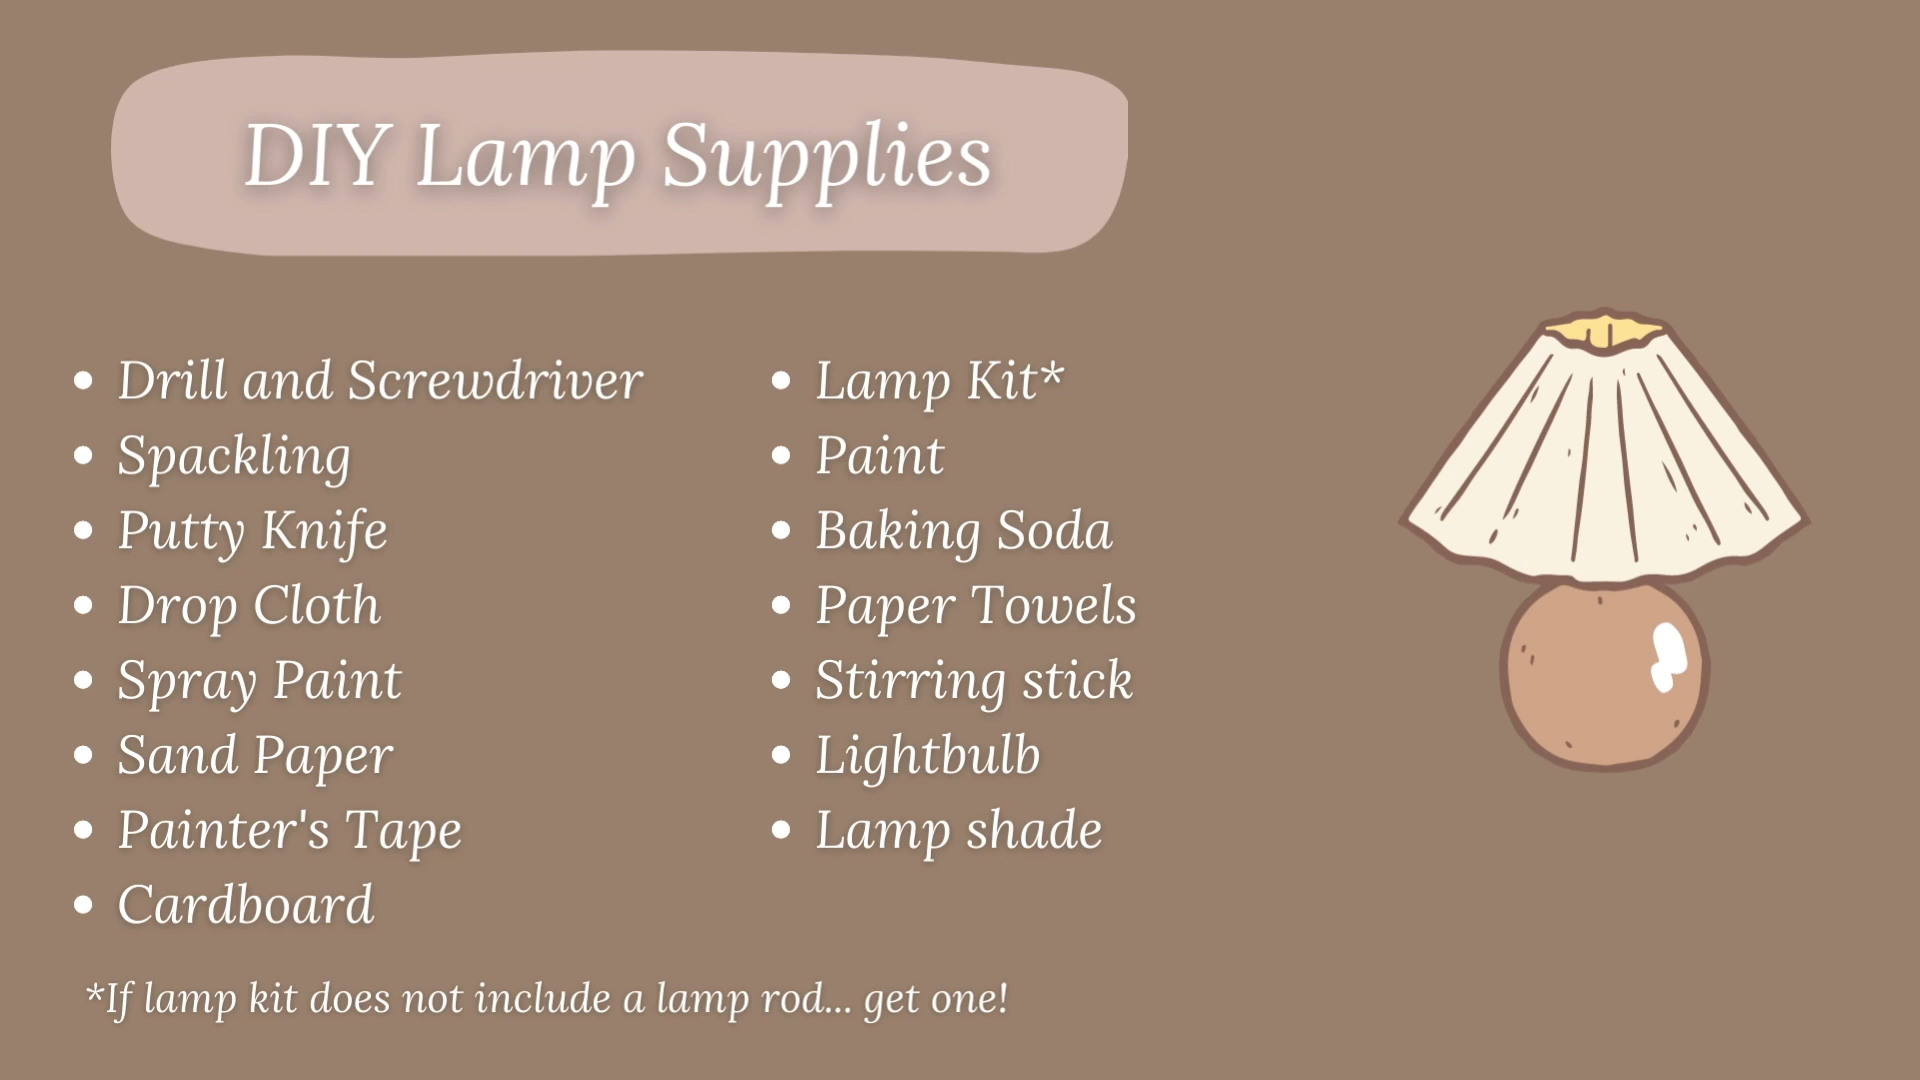 DIY Lamp Supplies
• Drill and Screwdriver
• Spackling
• Putty Knife
• Drop Cloth
• Spray Paint
• Sand Paper
• Painter's Tape
• Cardboard
• Lamp Kit*
• Paint
• Baking Soda
• Paper Towels
• Stirring stick
• Lightbulb
• Lamp shade
*If lamp kit does not include a lamp rod... get one!